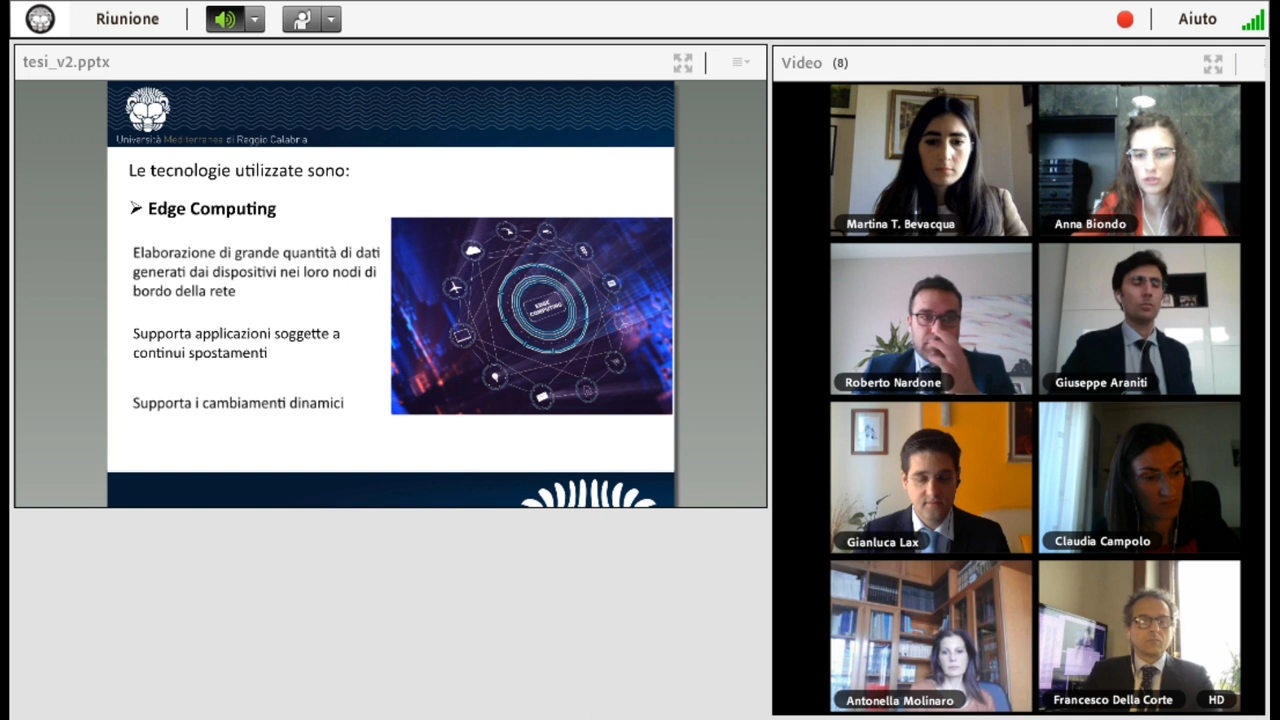 Riunione
Aiuto
tesi_v2.pptx
Video (8)
Università Mediterranea di Reggio Calabria
Le tecnologie utilizzate sono:
➢ Edge Computing
Elaborazione di grande quantità di dati
generati dai dispositivi nei loro nodi di
bordo della rete
Supporta applicazioni soggette a
continui spostamenti
Supporta i cambiamenti dinamici
EDGE
COMPUTING
Martina T. Bevacqua
Anna Biondo
Roberto Nardone
Giuseppe Araniti
Gianluca Lax
Claudia Campolo
Antonella Molinaro
Francesco Della Corte
HD